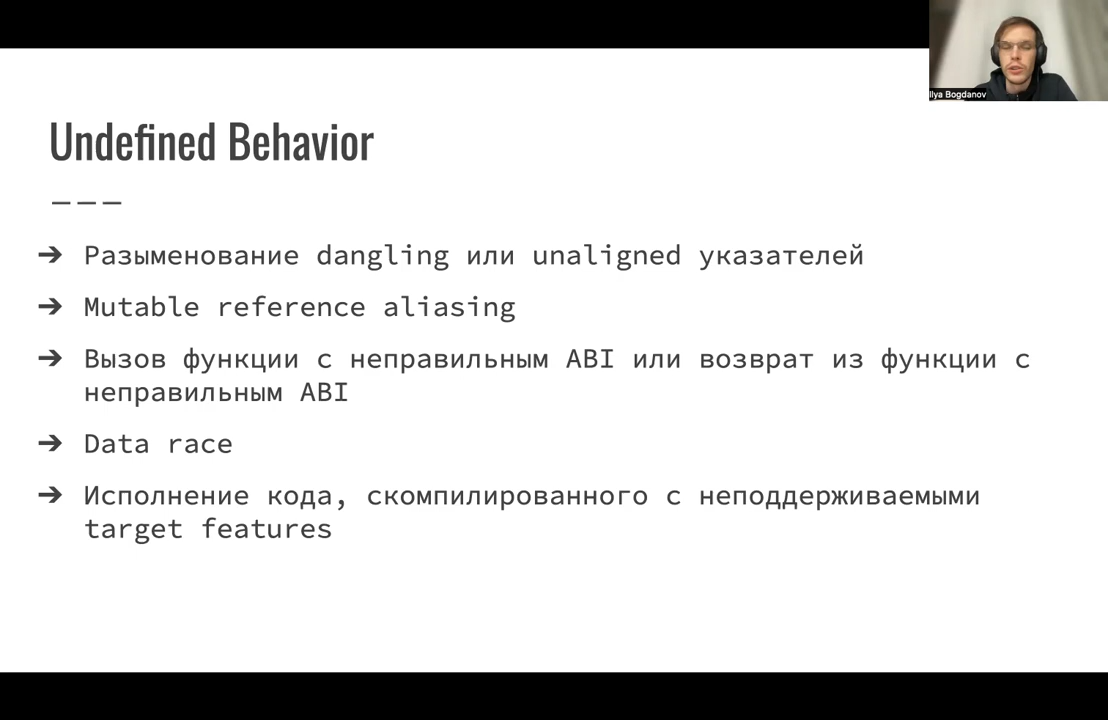 Ilya Bogdanov
Undefined Behavior
———
➔ Разыменование dangling или unaligned указателей
➔ Mutable reference aliasing
➔ Вызов функции с неправильным ABI или возврат из функции с
неправильным ABI
➔ Data race
➔ Исполнение кода, скомпилированного с неподдерживаемыми
target features